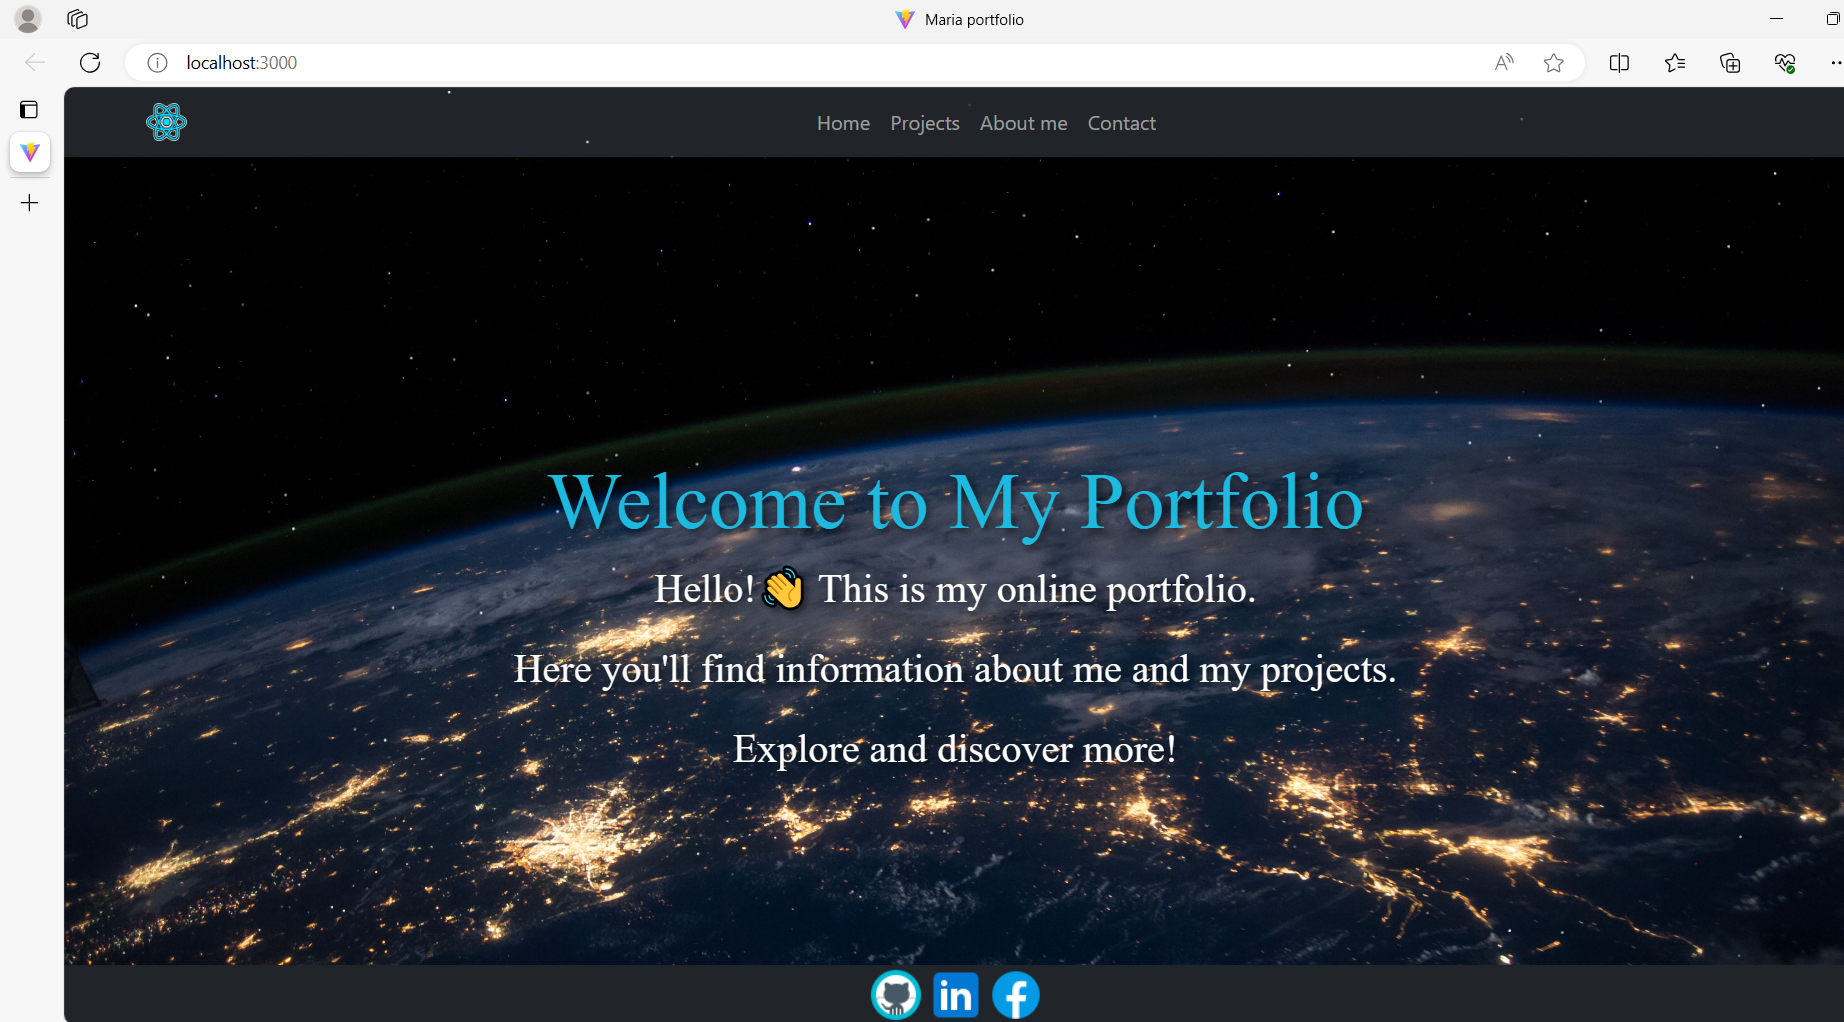 Maria portfolio
localhost:3000
Home Projects About me Contact
Welcome to My Portfolio
Hello!👋 This is my online portfolio.
Here you'll find information about me and my projects.
Explore and discover more!
in f